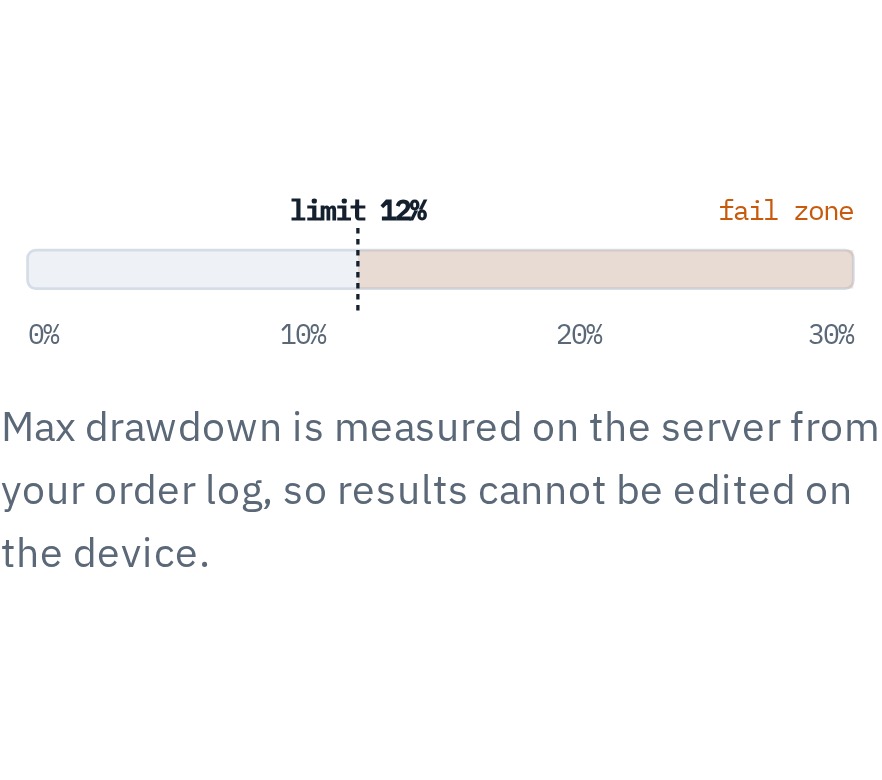 limit 12% fail zone
0% 10% 20% 30%
Max drawdown is measured on the server from
your order log, so results cannot be edited on
the device.